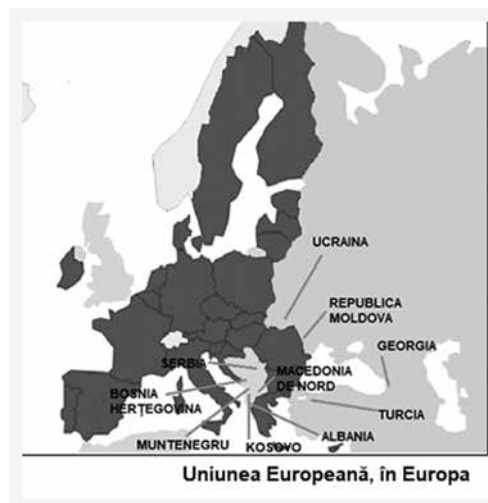 UCRAINA
REPUBLICA
MOLDOVA
GEORGIA
SERBIA
MACEDONIA
DE NORD
BOSNIA
HERȚEGOVINA
TURCIA
ALBANIA
MUNTENEGRU
KOSOVO
Uniunea Europeană, în Europa